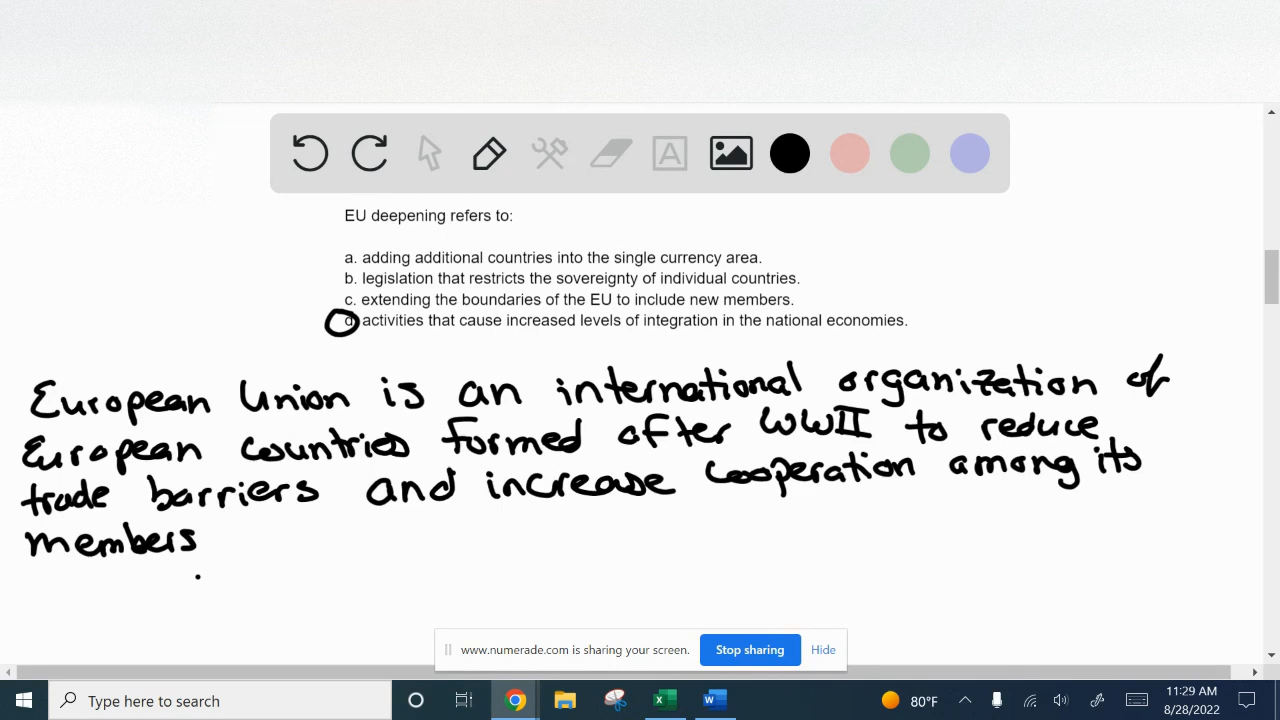 A
EU deepening refers to:
a. adding additional countries into the single currency area.
b. legislation that restricts the sovereignty of individual countries.
c. extending the boundaries of the EU to include new members.
d. activities that cause increased levels of integration in the national economies.
European Union is an international organization of
European countries formed after WWII to reduce
trade barriers and increase cooperation among its
members
www.numerade.com is sharing your screen.
Stop sharing
Hide
Type here to search
80°F
11:29 AM
8/28/2022